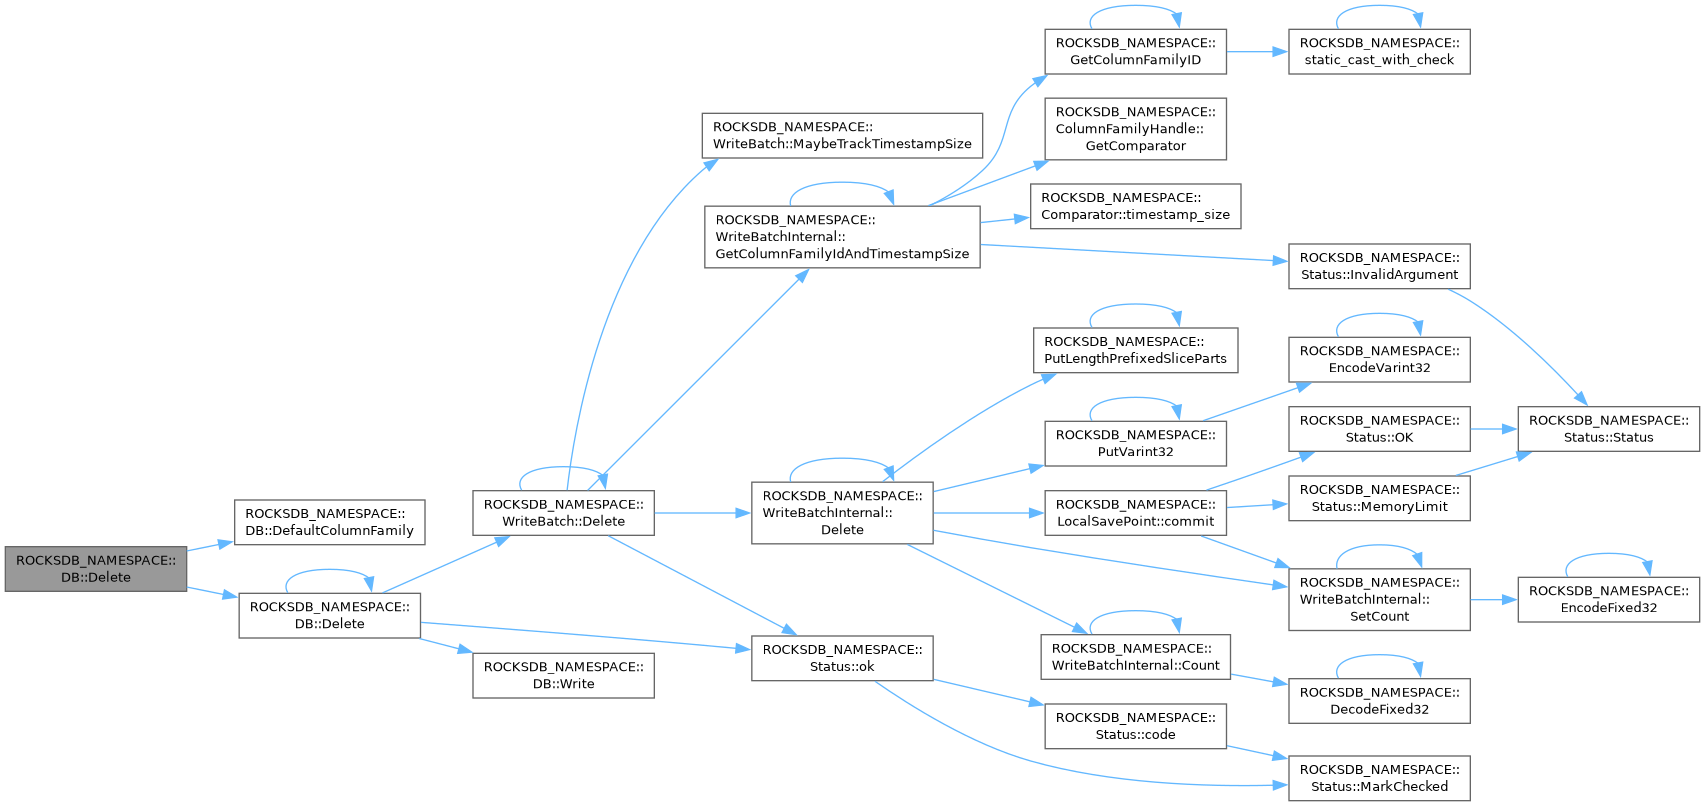 ROCKSDB_NAMESPACE::
DB::Delete
ROCKSDB_NAMESPACE::
DB::DefaultColumnFamily
ROCKSDB_NAMESPACE::
DB::Delete
ROCKSDB_NAMESPACE::
WriteBatch::Delete
ROCKSDB_NAMESPACE::
DB::Write
ROCKSDB_NAMESPACE::
WriteBatch::MaybeTrackTimestampSize
ROCKSDB_NAMESPACE::
WriteBatchInternal::
GetColumnFamilyIdAndTimestampSize
ROCKSDB_NAMESPACE::
WriteBatchInternal::
Delete
ROCKSDB_NAMESPACE::
Status::ok
ROCKSDB_NAMESPACE::
GetColumnFamilyID
ROCKSDB_NAMESPACE::
ColumnFamilyHandle::
GetComparator
ROCKSDB_NAMESPACE::
Comparator::timestamp_size
ROCKSDB_NAMESPACE::
PutLengthPrefixedSliceParts
ROCKSDB_NAMESPACE::
PutVarint32
ROCKSDB_NAMESPACE::
LocalSavePoint::commit
ROCKSDB_NAMESPACE::
WriteBatchInternal::Count
ROCKSDB_NAMESPACE::
Status::code
ROCKSDB_NAMESPACE::
static_cast_with_check
ROCKSDB_NAMESPACE::
Status::InvalidArgument
ROCKSDB_NAMESPACE::
EncodeVarint32
ROCKSDB_NAMESPACE::
Status::OK
ROCKSDB_NAMESPACE::
Status::MemoryLimit
ROCKSDB_NAMESPACE::
WriteBatchInternal::
SetCount
ROCKSDB_NAMESPACE::
DecodeFixed32
ROCKSDB_NAMESPACE::
Status::MarkChecked
ROCKSDB_NAMESPACE::
Status::Status
ROCKSDB_NAMESPACE::
EncodeFixed32